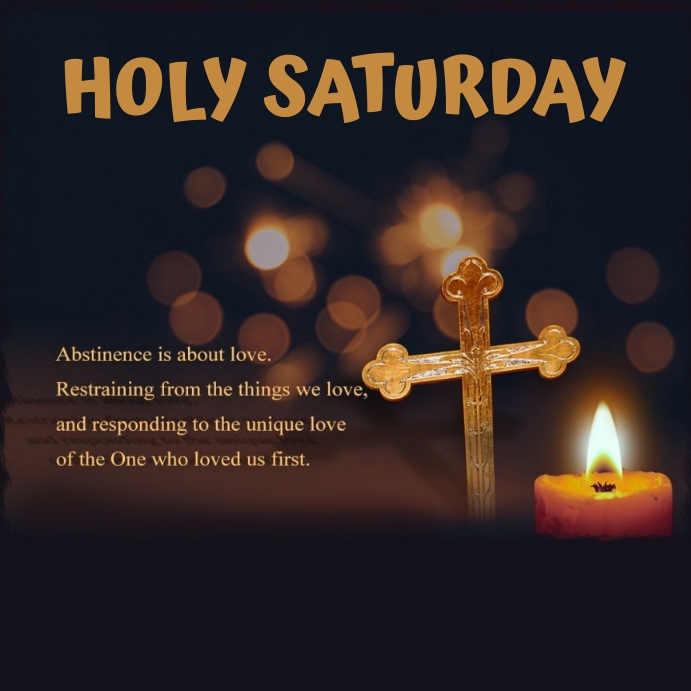 HOLY SATURDAY
Abstinence is about love.
Restraining from the things we love,
and responding to the unique love
of the One who loved us first.